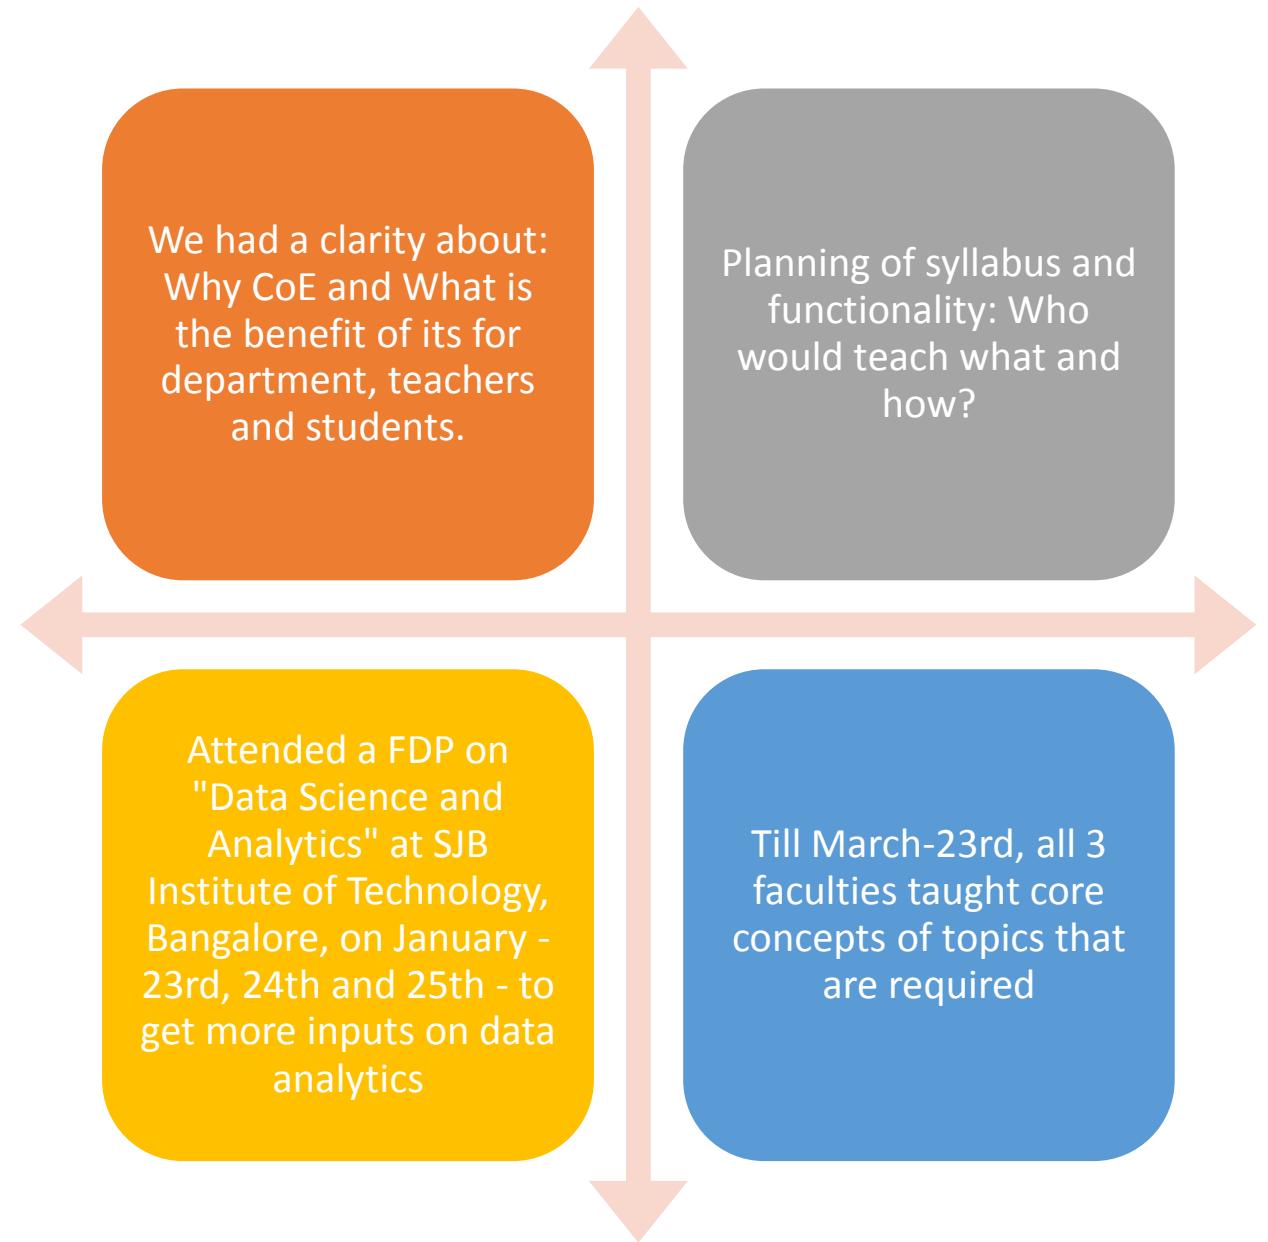 We had a clarity about:
Why CoE and What is
the benefit of its for
department, teachers
and students.
Planning of syllabus and
functionality: Who
would teach what and
how?
Attended a FDP on
"Data Science and
Analytics" at SJB
Institute of Technology,
Bangalore, on January -
23rd, 24th and 25th - to
get more inputs on data
analytics
Till March-23rd, all 3
faculties taught core
concepts of topics that
are required